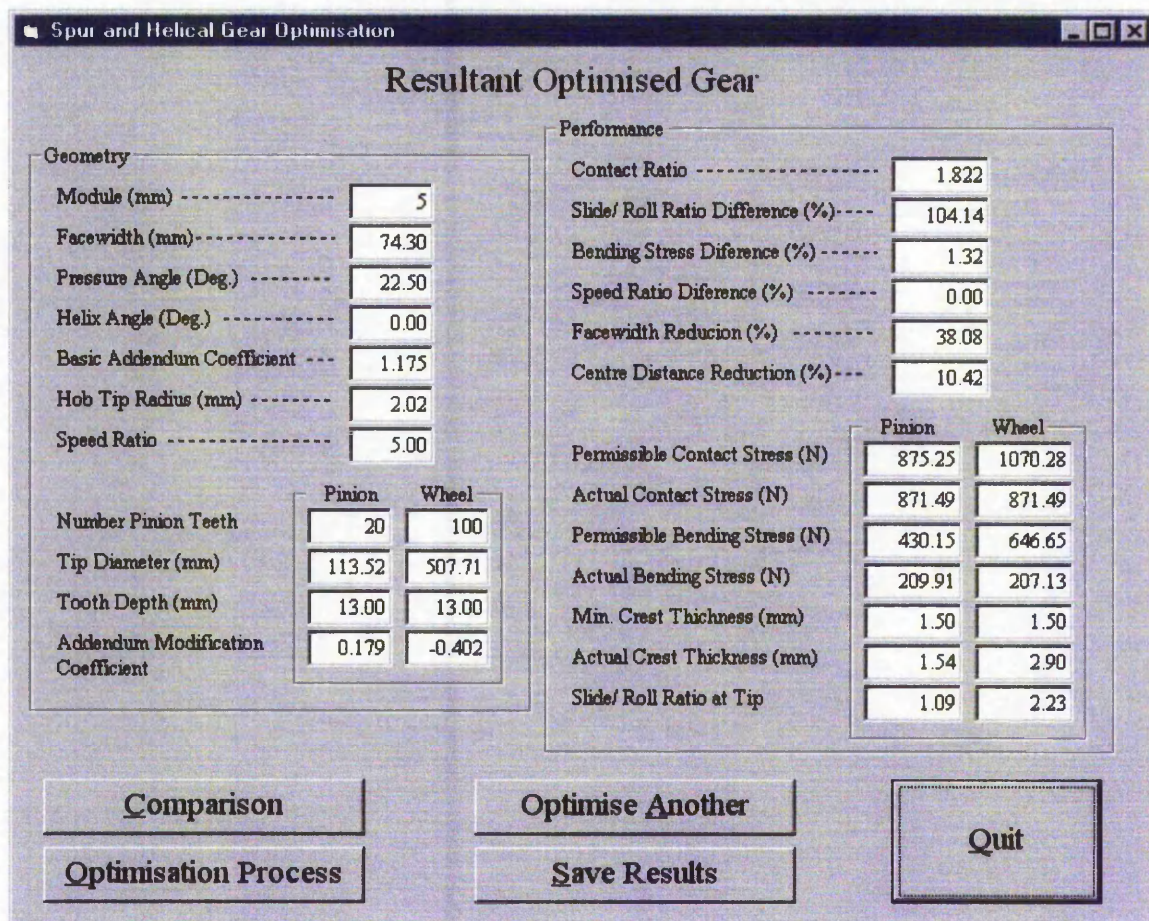 Spur and Helical Gear Optimisation
Resultant Optimised Gear
Geometry
Module (mm) 5
Facewidth (mm) 74.30
Pressure Angle (Deg.) 22.50
Helix Angle (Deg.) 0.00
Basic Addendum Coefficient 1.175
Hob Tip Radius (mm) 2.02
Speed Ratio 5.00
Pinion Wheel
Number Pinion Teeth 20 100
Tip Diameter (mm) 113.52 507.71
Tooth Depth (mm) 13.00 13.00
Addendum Modification 0.179 -0.402
Coefficient
Performance
Contact Ratio 1.822
Slide/ Roll Ratio Difference (%) 104.14
Bending Stress Diference (%) 1.32
Speed Ratio Diference (%) 0.00
Facewidth Reducion (%) 38.08
Centre Distance Reduction (%) 10.42
Pinion Wheel
Permissible Contact Stress (N) 875.25 1070.28
Actual Contact Stress (N) 871.49 871.49
Permissible Bending Stress (N) 430.15 646.65
Actual Bending Stress (N) 209.91 207.13
Min. Crest Thichness (mm) 1.50 1.50
Actual Crest Thickness (mm) 1.54 2.90
Slide/ Roll Ratio at Tip 1.09 2.23
Comparison
Optimise Another
Quit
Optimisation Process
Save Results